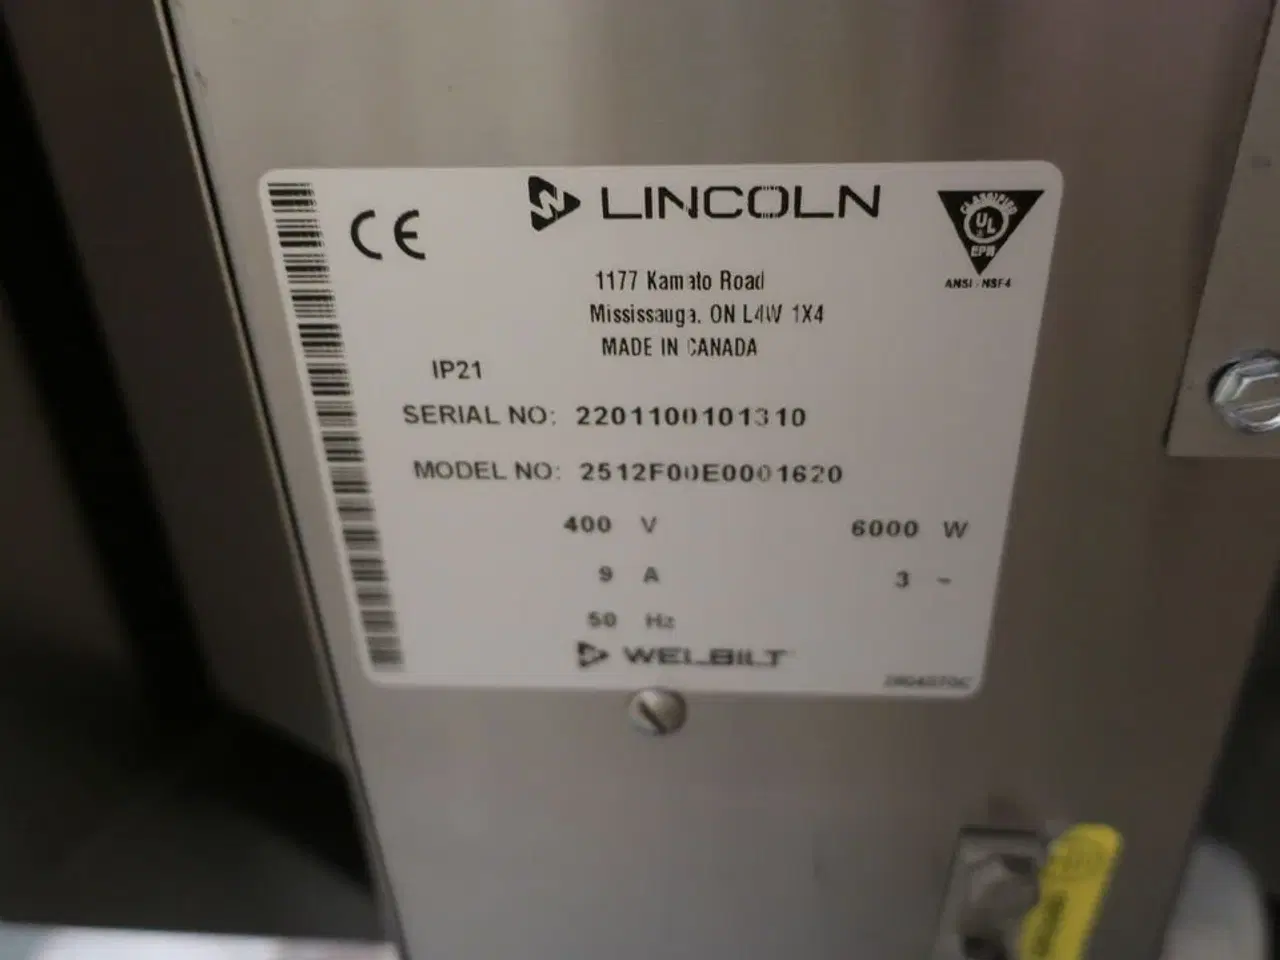 CE
LINCOLN
CLASSIFIED
UL
EPH
ANSI - NSF4
1177 Kamato Road
Mississauga, ON L4W 1X4
MADE IN CANADA
IP21
SERIAL NO: 2201100101310
MODEL NO: 2512F00E0001620
400 V 6000 W
9 A 3 ~
50 Hz
WELBILT